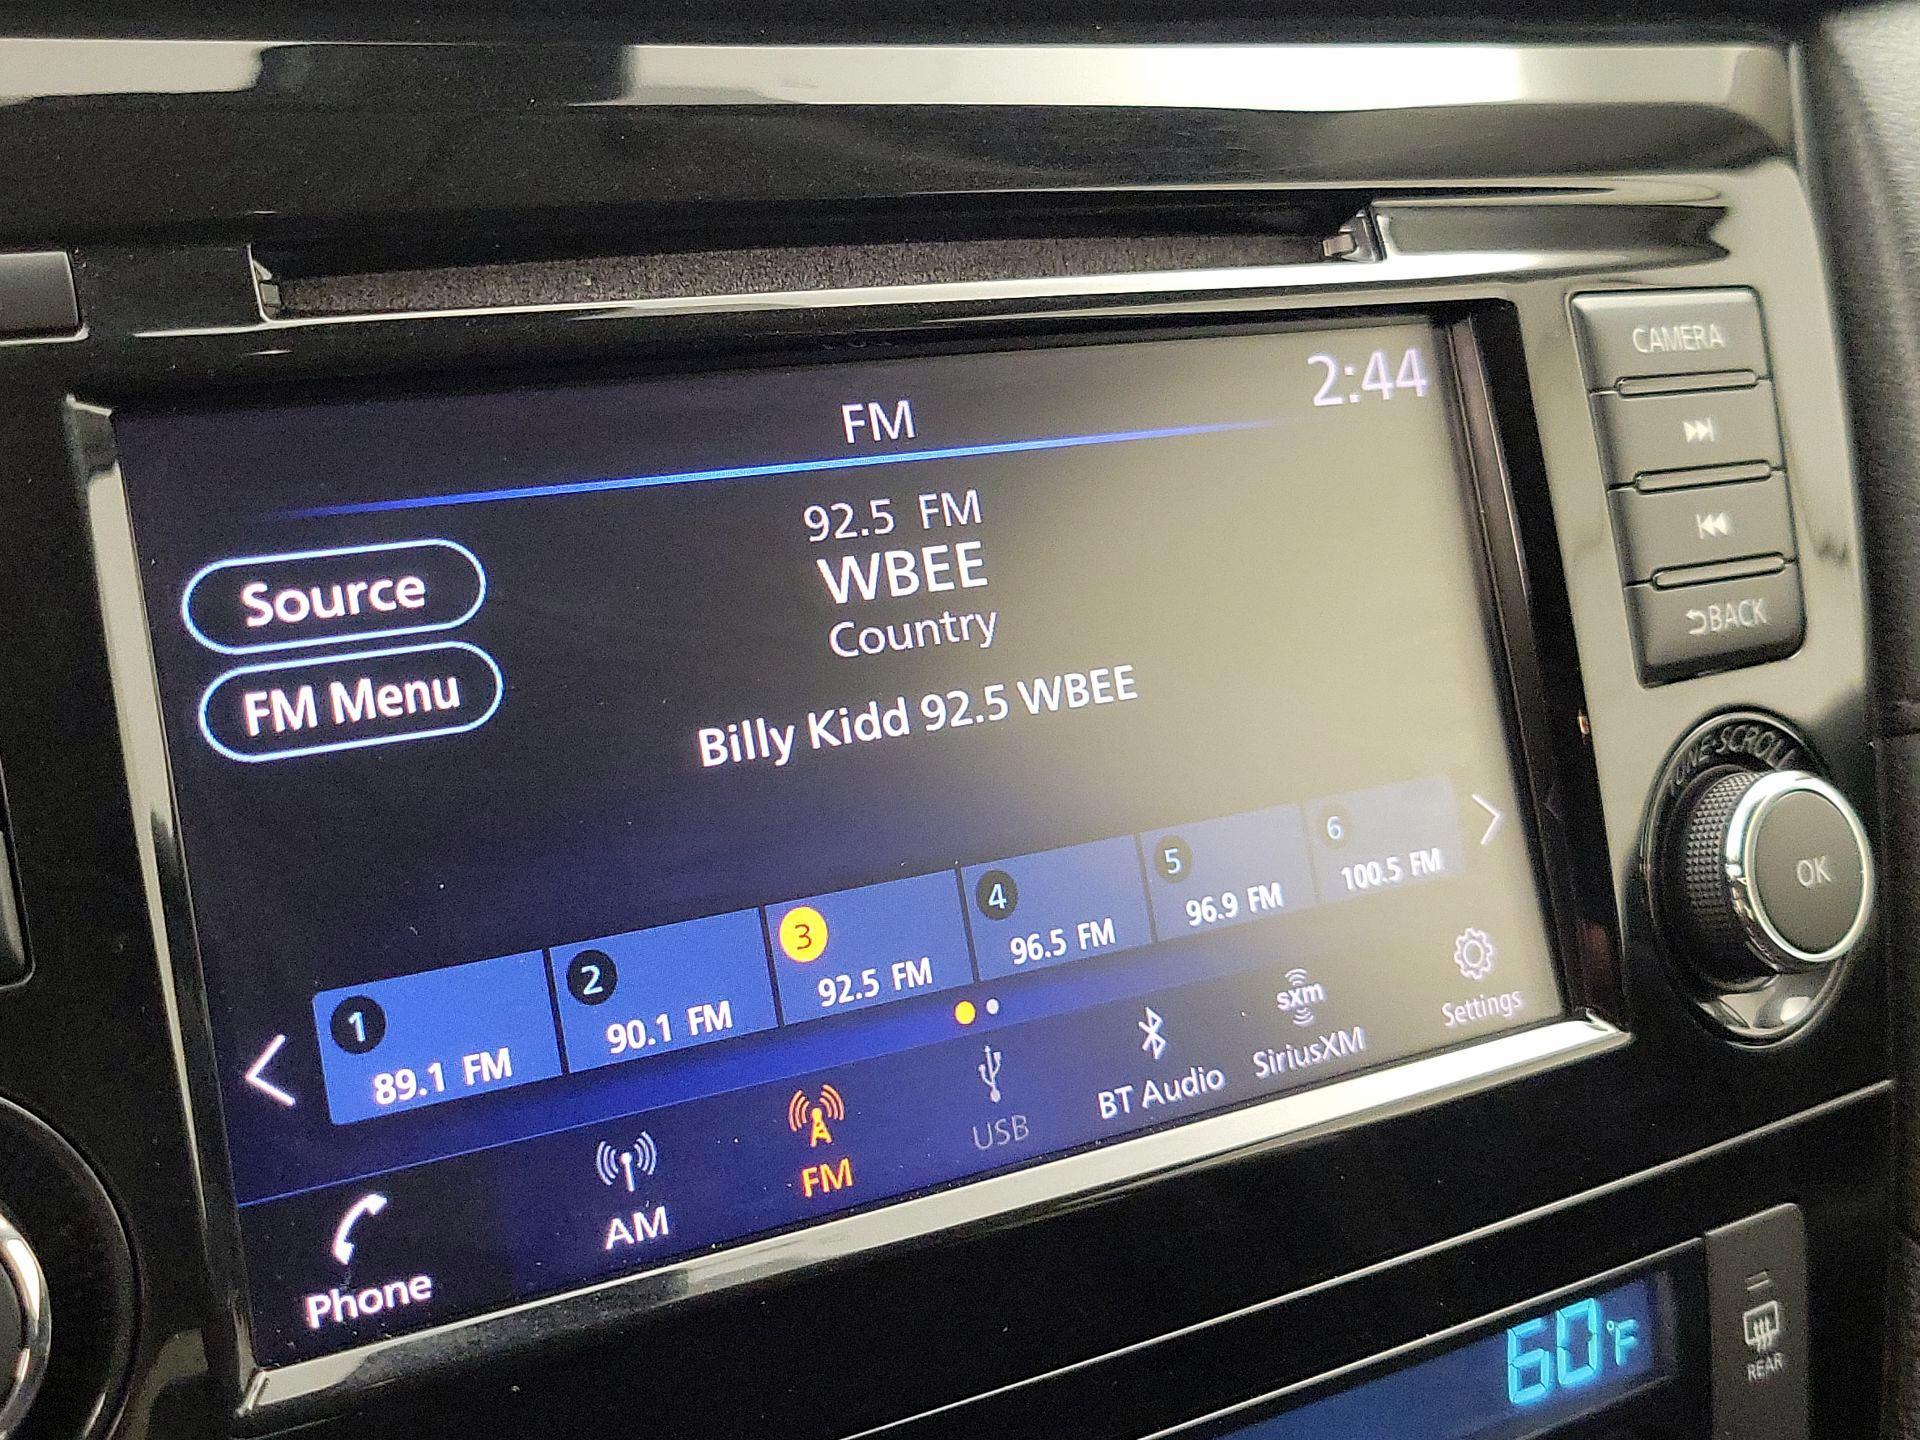 CAMERA
2:44
FM
92.5 FM
WBEE
Country
Billy Kidd 92.5 WBEE
Source
FM Menu
BACK
TUNE·SCROLL
OK
1
89.1 FM
2
90.1 FM
3
92.5 FM
4
96.5 FM
5
96.9 FM
6
100.5 FM
Phone
AM
FM
USB
BT Audio
sxm
SiriusXM
Settings
60°F
REAR